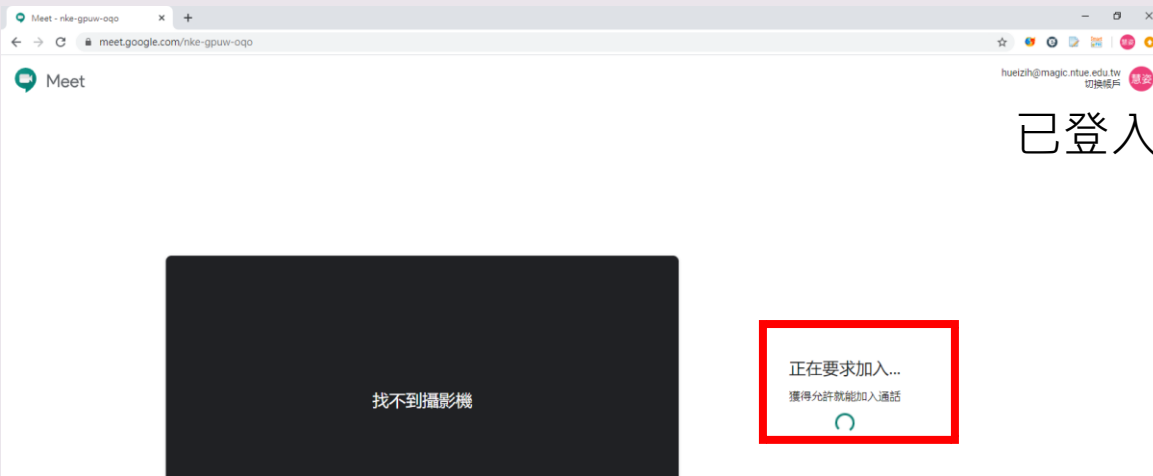 Meet - nke-gpuw-oqo
meet.google.com/nke-gpuw-oqo
慧姿
Meet
hueizih@magic.ntue.edu.tw
切換帳戶
慧姿
已登入
找不到攝影機
正在要求加入...
獲得允許就能加入通話